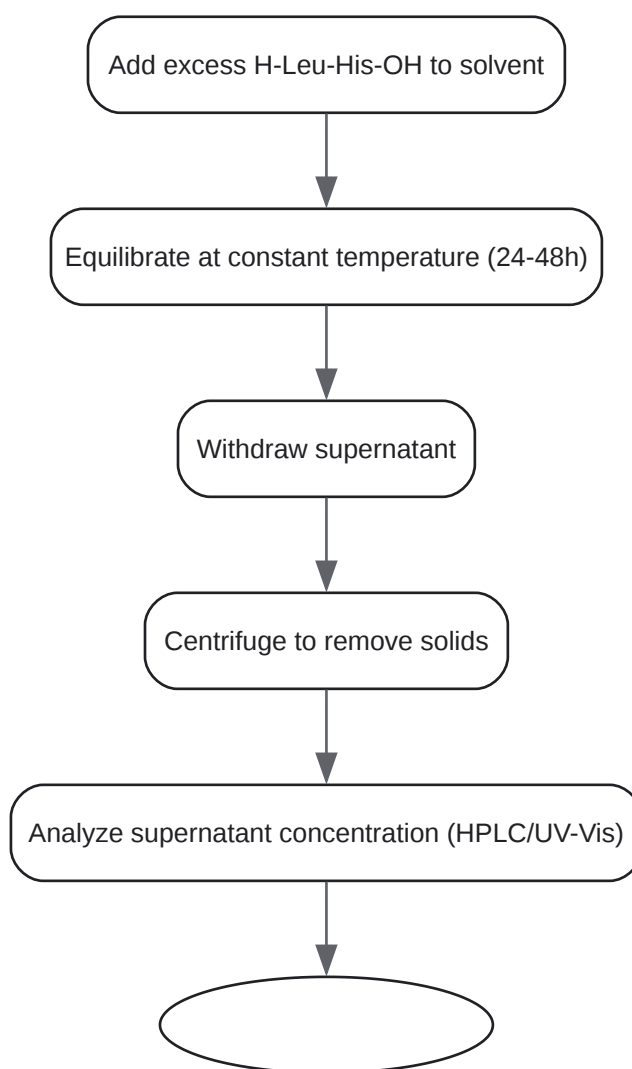 Add excess H-Leu-His-OH to solvent
Equilibrate at constant temperature (24-48h)
Withdraw supernatant
Centrifuge to remove solids
Analyze supernatant concentration (HPLC/UV-Vis)